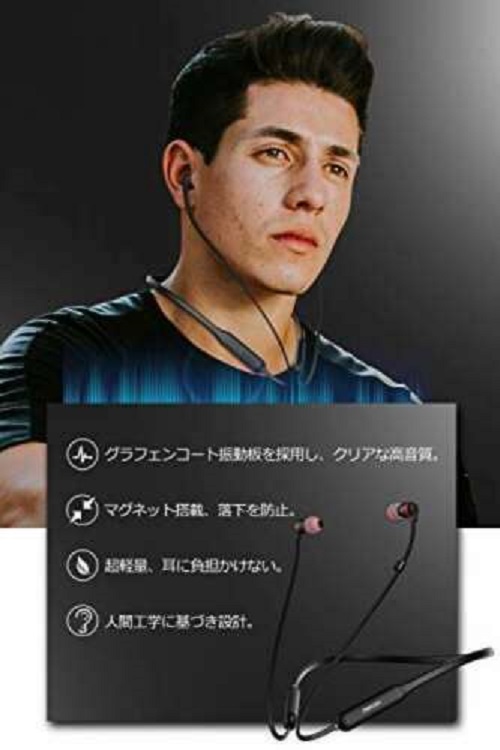 グラフェンコート振動板を採用し、クリアな高音質。
マグネット搭載、落下を防止。
超軽量、耳に負担かけない。
人間工学に基づき設計。